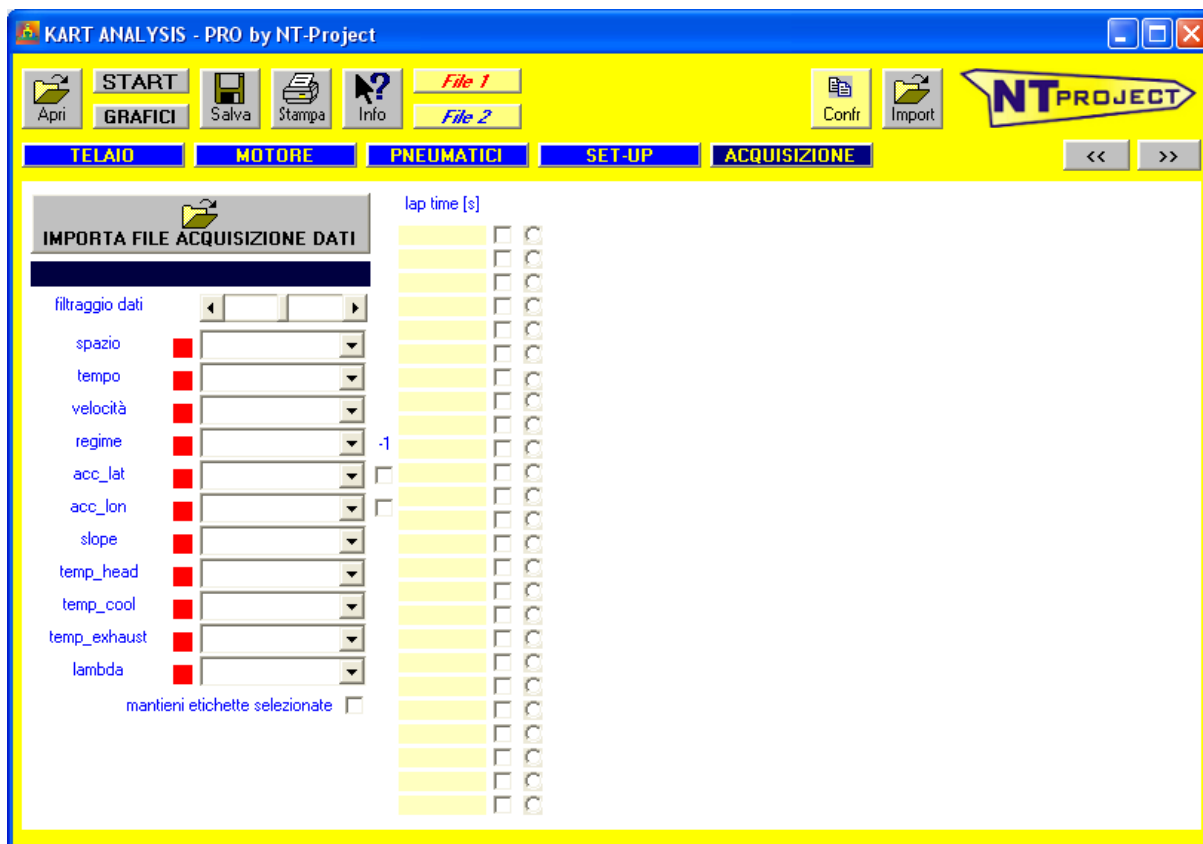 KART ANALYSIS - PRO by NT-Project
Apri
START
GRAFICI
Salva
Stampa
Info
File 1
File 2
Confr
Import
NT PROJECT
TELAIO
MOTORE
PNEUMATICI
SET-UP
ACQUISIZIONE
<<
>>
IMPORTA FILE ACQUISIZIONE DATI
lap time [s]
filtraggio dati
spazio
tempo
velocità
regime
-1
acc_lat
acc_lon
slope
temp_head
temp_cool
temp_exhaust
lambda
mantieni etichette selezionate